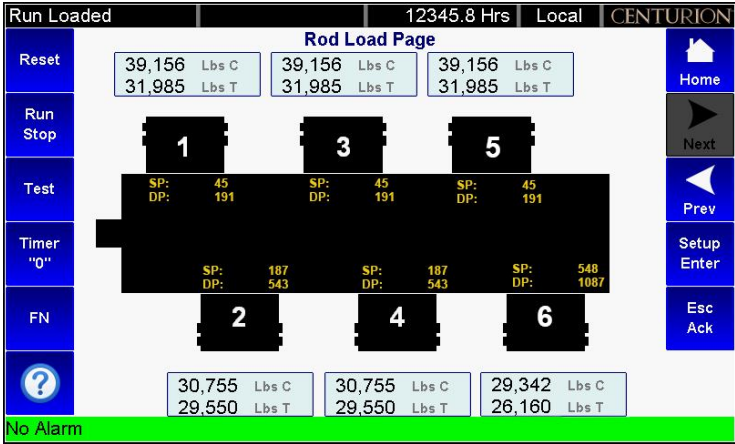 Run Loaded 12345.8 Hrs Local CENTURION
Rod Load Page
Reset
Run
Stop
Test
Timer
"0"
FN
?
39,156 Lbs C
31,985 Lbs T
39,156 Lbs C
31,985 Lbs T
39,156 Lbs C
31,985 Lbs T
1
3
5
SP: 45
DP: 191
SP: 45
DP: 191
SP: 45
DP: 191
SP: 187
DP: 543
SP: 187
DP: 543
SP: 548
DP: 1087
2
4
6
30,755 Lbs C
29,550 Lbs T
30,755 Lbs C
29,550 Lbs T
29,342 Lbs C
26,160 Lbs T
Home
Next
Prev
Setup
Enter
Esc
Ack
No Alarm